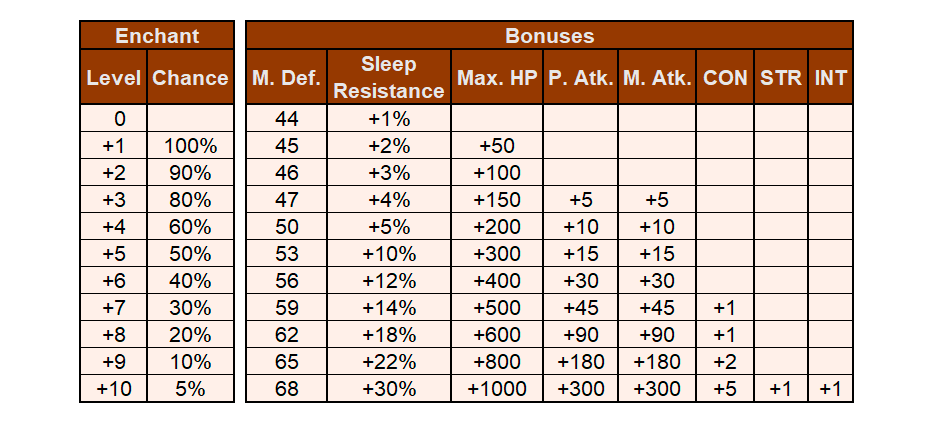 Enchant Bonuses
Level Chance M. Def. Sleep Resistance Max. HP P. Atk. M. Atk. CON STR INT
0 44 +1%
+1 100% 45 +2% +50
+2 90% 46 +3% +100
+3 80% 47 +4% +150 +5 +5
+4 60% 50 +5% +200 +10 +10
+5 50% 53 +10% +300 +15 +15
+6 40% 56 +12% +400 +30 +30
+7 30% 59 +14% +500 +45 +45 +1
+8 20% 62 +18% +600 +90 +90 +1
+9 10% 65 +22% +800 +180 +180 +2
+10 5% 68 +30% +1000 +300 +300 +5 +1 +1